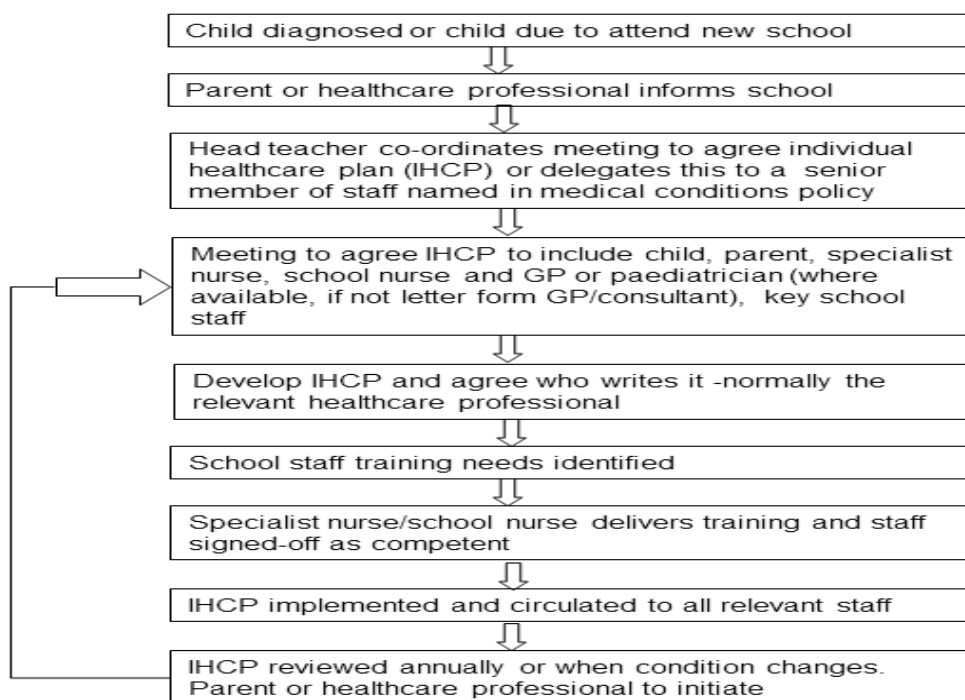 Child diagnosed or child due to attend new school
Parent or healthcare professional informs school
Head teacher co-ordinates meeting to agree individual
healthcare plan (IHCP) or delegates this to a senior
member of staff named in medical conditions policy
Meeting to agree IHCP to include child, parent, specialist
nurse, school nurse and GP or paediatrician (where
available, if not letter form GP/consultant), key school
staff
Develop IHCP and agree who writes it -normally the
relevant healthcare professional
School staff training needs identified
Specialist nurse/school nurse delivers training and staff
signed-off as competent
IHCP implemented and circulated to all relevant staff
IHCP reviewed annually or when condition changes.
Parent or healthcare professional to initiate